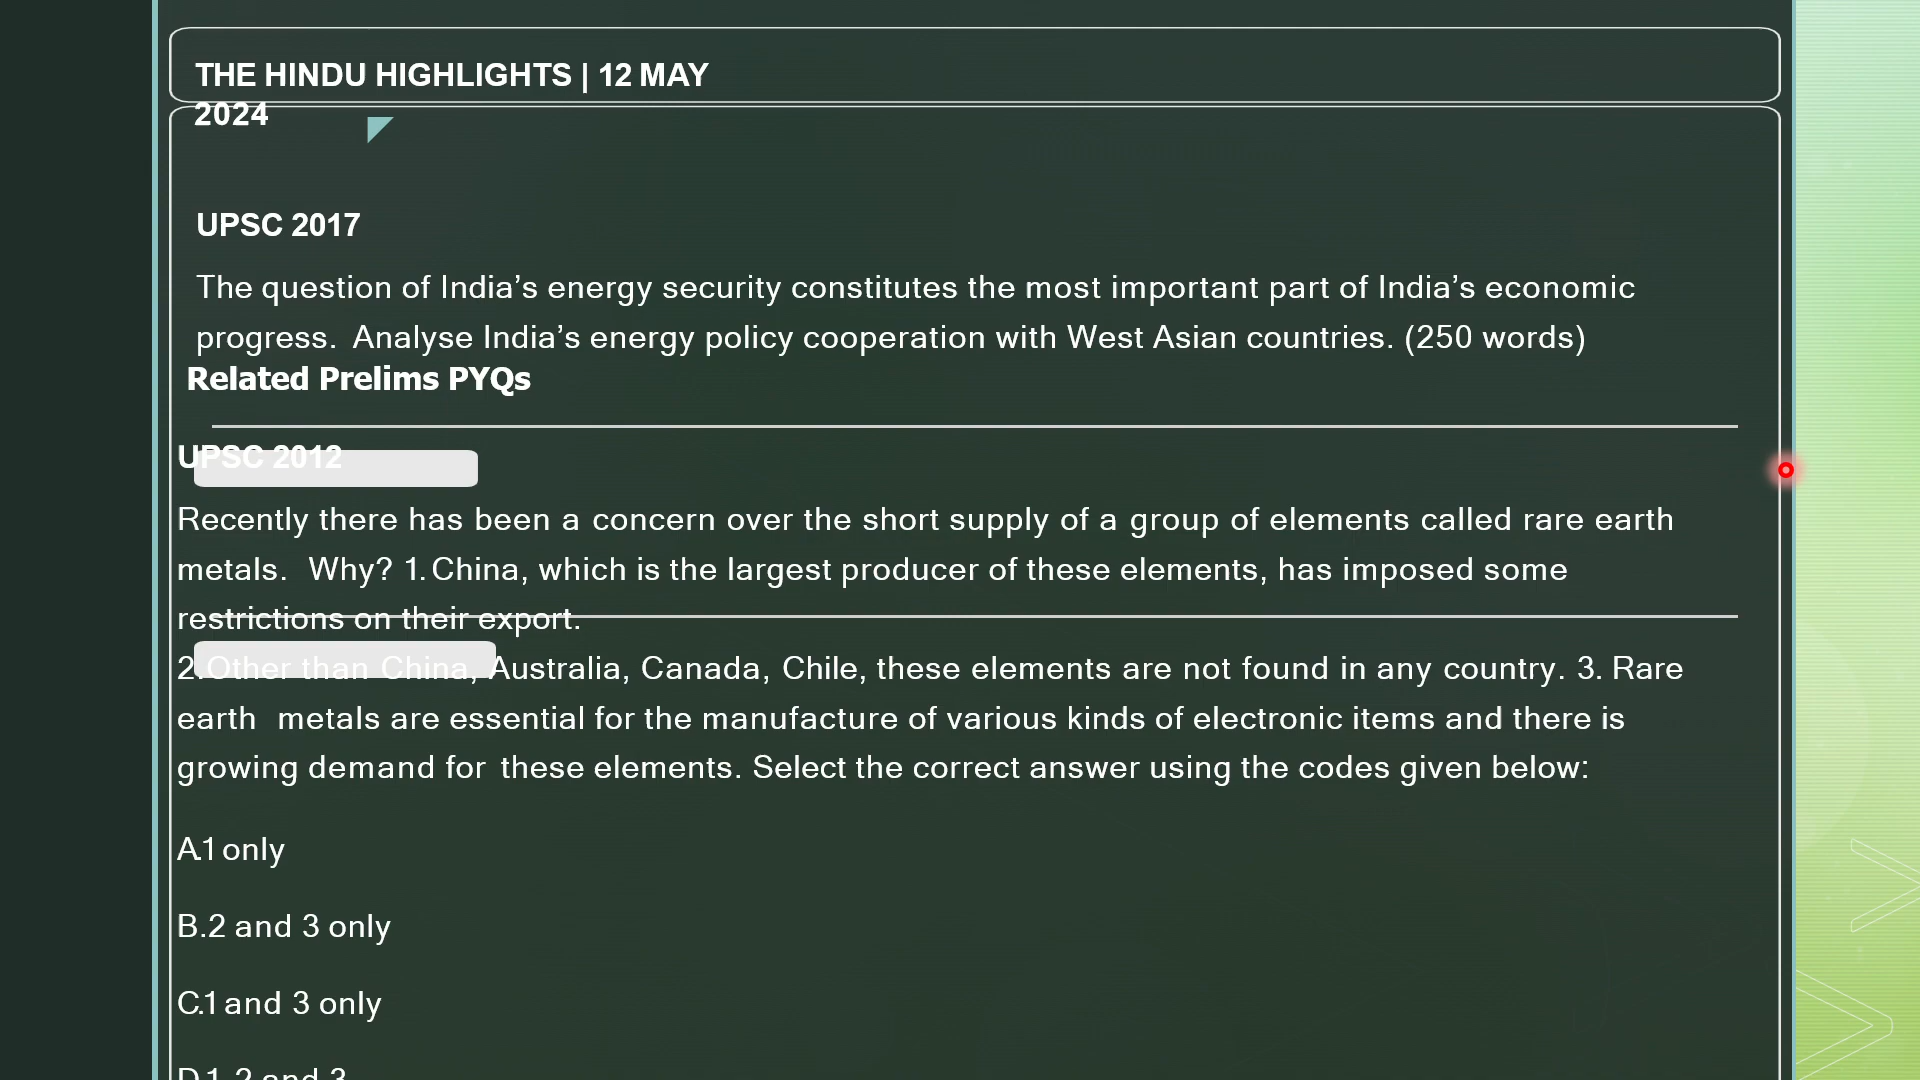 THE HINDU HIGHLIGHTS | 12 MAY
2024
UPSC 2017
The question of India’s energy security constitutes the most important part of India’s economic
progress. Analyse India’s energy policy cooperation with West Asian countries. (250 words)
Related Prelims PYQs
UPSC 2012
Recently there has been a concern over the short supply of a group of elements called rare earth
metals. Why? 1. China, which is the largest producer of these elements, has imposed some
restrictions on their export.
2. Other than China, Australia, Canada, Chile, these elements are not found in any country. 3. Rare
earth metals are essential for the manufacture of various kinds of electronic items and there is
growing demand for these elements. Select the correct answer using the codes given below:
A.1 only
B.2 and 3 only
C.1 and 3 only
D.1, 2 and 3